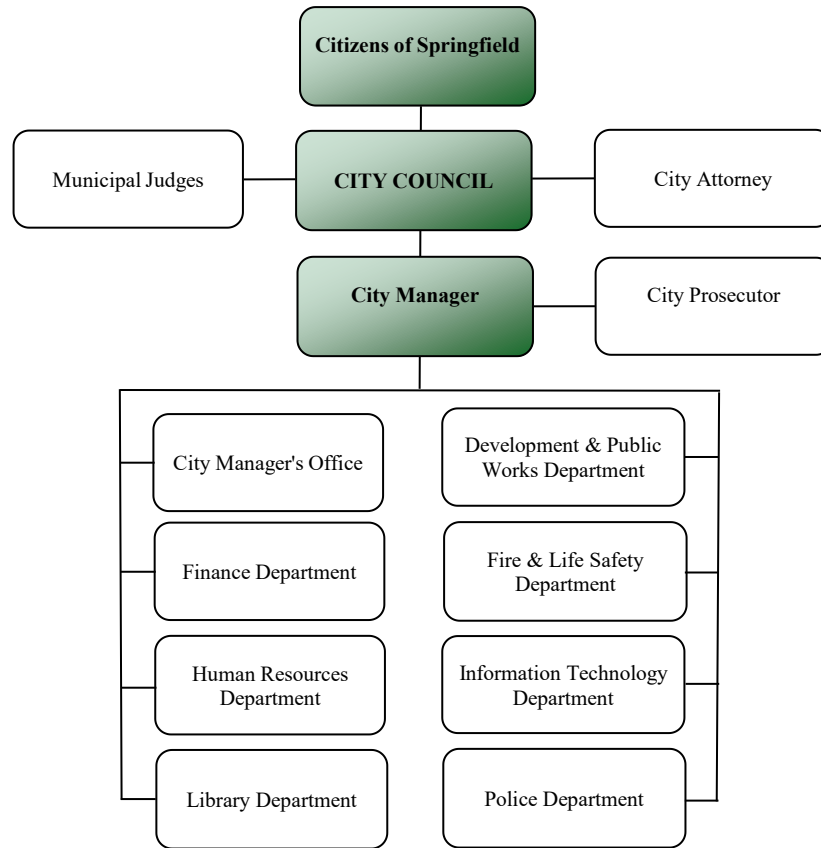 Citizens of Springfield
Municipal Judges
CITY COUNCIL
City Attorney
City Manager
City Prosecutor
City Manager's Office
Development & Public
Works Department
Finance Department
Fire & Life Safety
Department
Human Resources
Department
Information Technology
Department
Library Department
Police Department